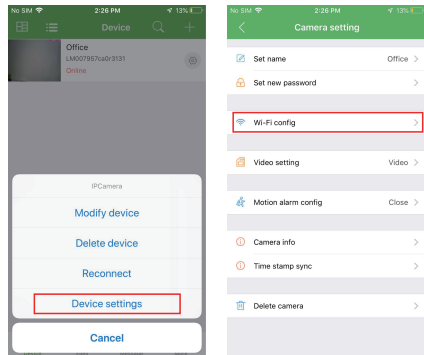 No SIM 2:26 PM 13%
Device
Office
LM007967ca0r3131
Online
IPCamera
Modify device
Delete device
Reconnect
Device settings
Cancel
No SIM 2:26 PM 13%
Camera setting
Set name Office
Set new password
Wi-Fi config
Video setting Video
Motion alarm config Close
Camera info
Time stamp sync
Delete camera